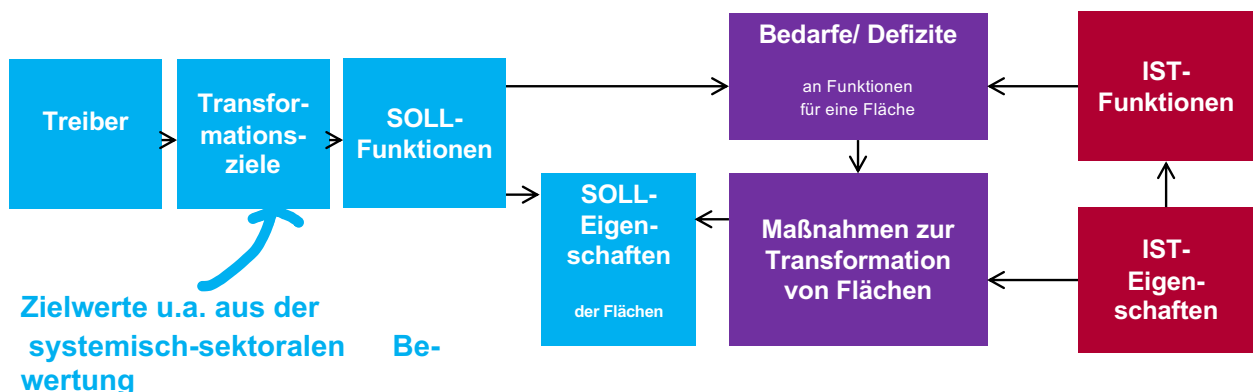 Treiber
Transfor-
mations-
ziele
SOLL-
Funktionen
Bedarfe/ Defizite
an Funktionen
für eine Fläche
IST-
Funktionen
SOLL-
Eigen-
schaften
der Flächen
Maßnahmen zur
Transformation
von Flächen
IST-
Eigen-
schaften
Zielwerte u.a. aus der
systemisch-sektoralen Be-
wertung